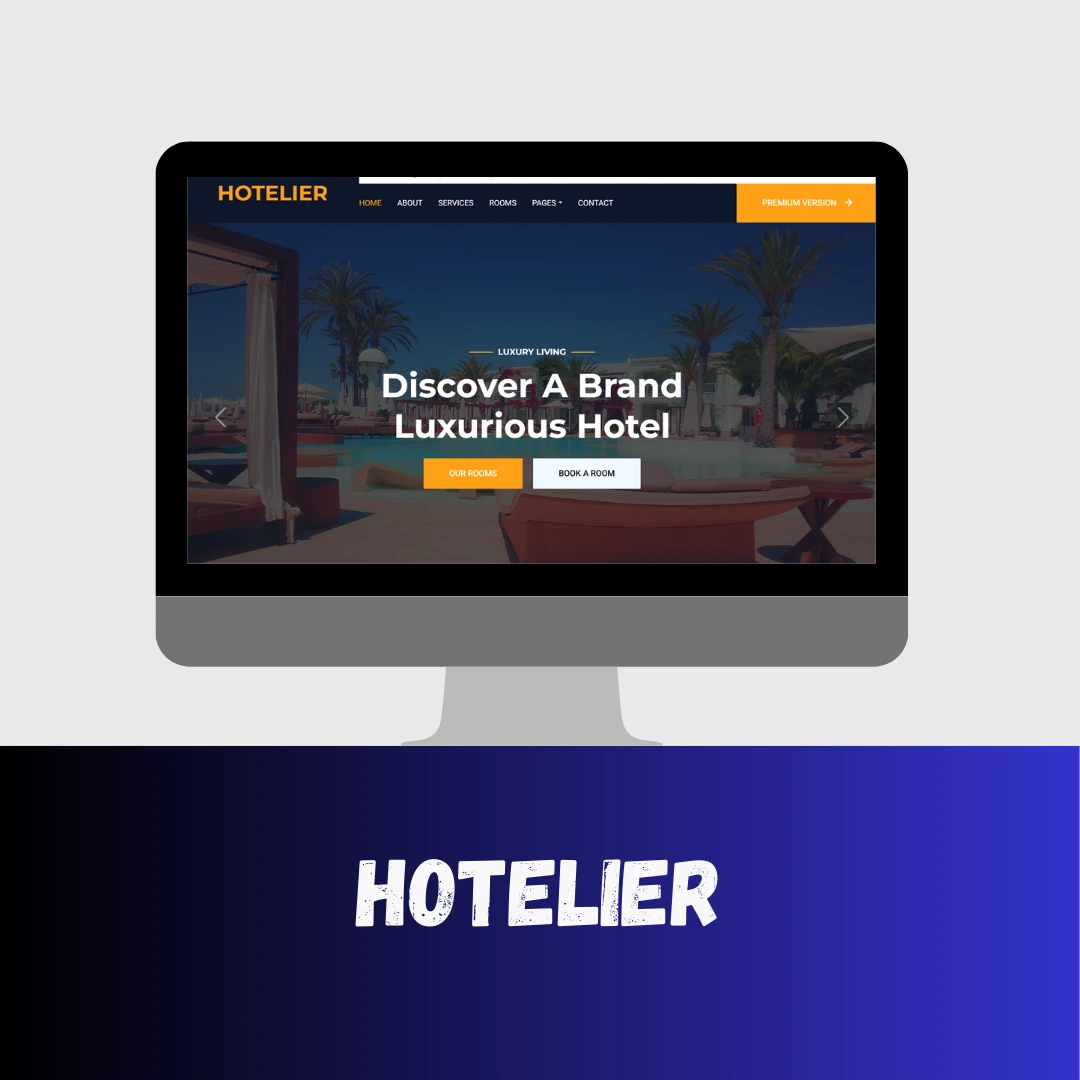 HOTELIER
HOME ABOUT SERVICES ROOMS PAGES CONTACT PREMIUM VERSION
LUXURY LIVING
Discover A Brand
Luxurious Hotel
OUR ROOMS BOOK A ROOM
HOTELIER